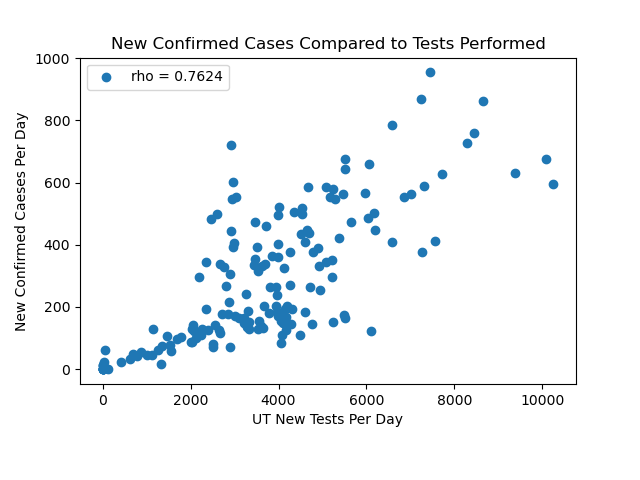 New Confirmed Cases Compared to Tests Performed
rho = 0.7624
New Confirmed Caeses Per Day
1000
800
600
400
200
0
0 2000 4000 6000 8000 10000
UT New Tests Per Day